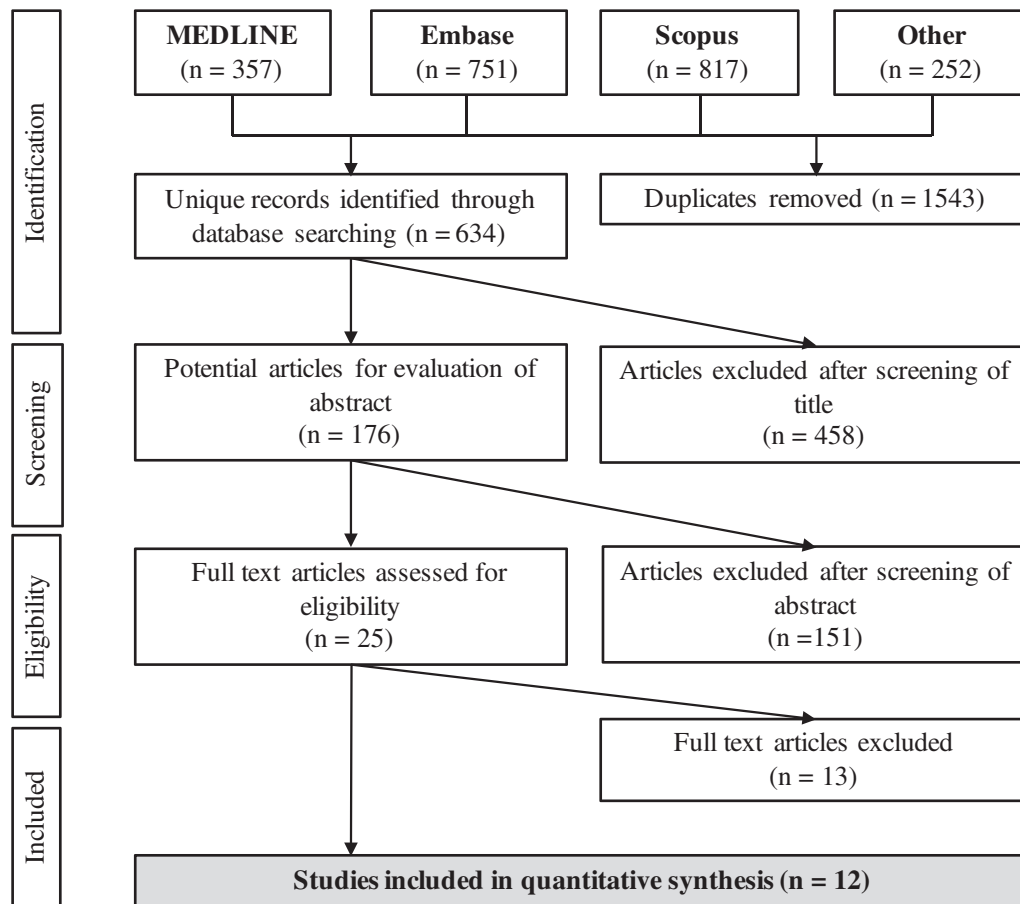 Identification
MEDLINE
(n = 357)
Embase
(n = 751)
Scopus
(n = 817)
Other
(n = 252)
Unique records identified through
database searching (n = 634)
Duplicates removed (n = 1543)
Screening
Potential articles for evaluation of
abstract
(n = 176)
Articles excluded after screening of
title
(n = 458)
Eligibility
Full text articles assessed for
eligibility
(n = 25)
Articles excluded after screening of
abstract
(n =151)
Included
Full text articles excluded
(n = 13)
Studies included in quantitative synthesis (n = 12)